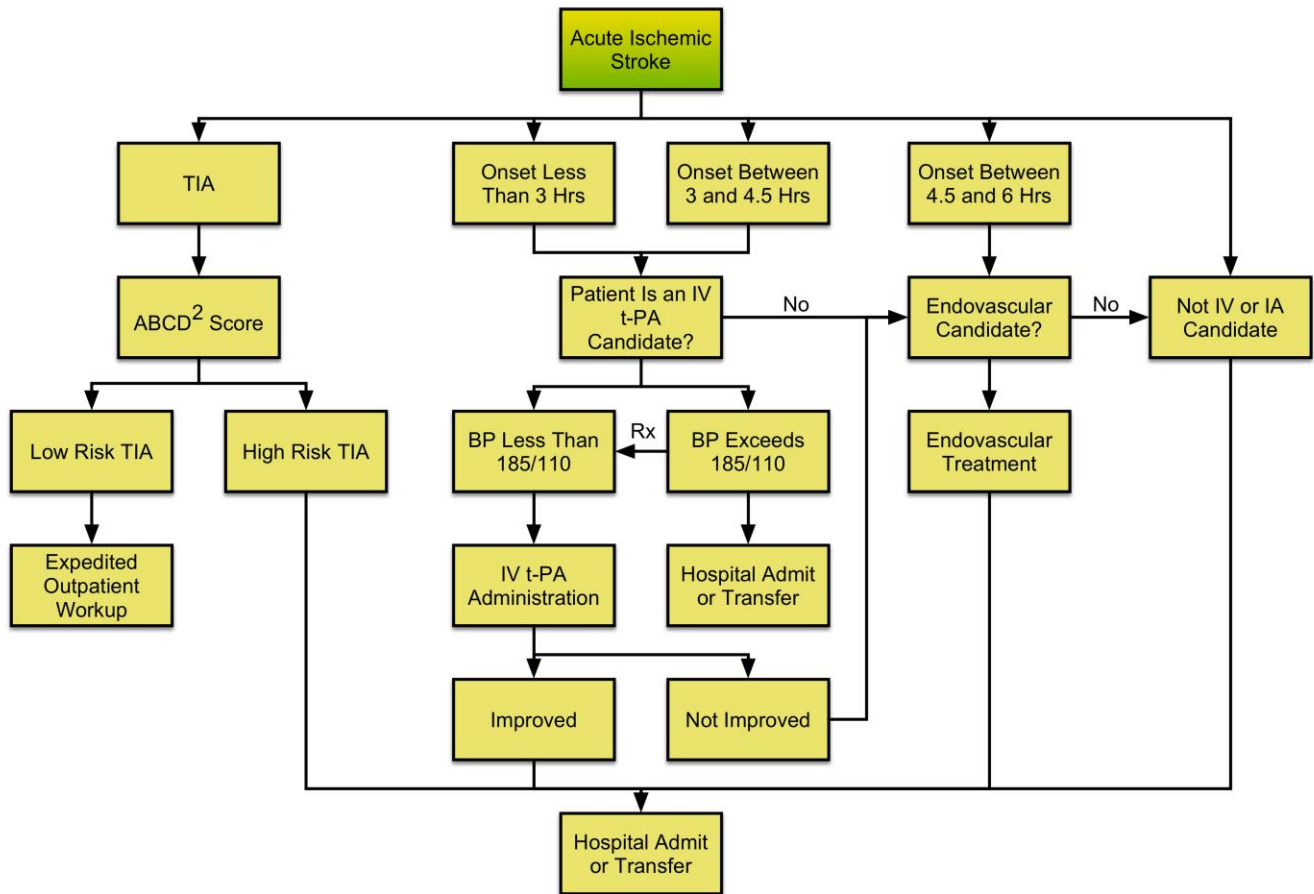 Acute Ischemic
Stroke
TIA
Onset Less
Than 3 Hrs
Onset Between
3 and 4.5 Hrs
Onset Between
4.5 and 6 Hrs
ABCD² Score
Patient Is an IV
t-PA
Candidate?
No
Endovascular
Candidate?
No
Not IV or IA
Candidate
Low Risk TIA
High Risk TIA
BP Less Than
185/110
Rx
BP Exceeds
185/110
Endovascular
Treatment
Expedited
Outpatient
Workup
IV t-PA
Administration
Hospital Admit
or Transfer
Improved
Not Improved
Hospital Admit
or Transfer